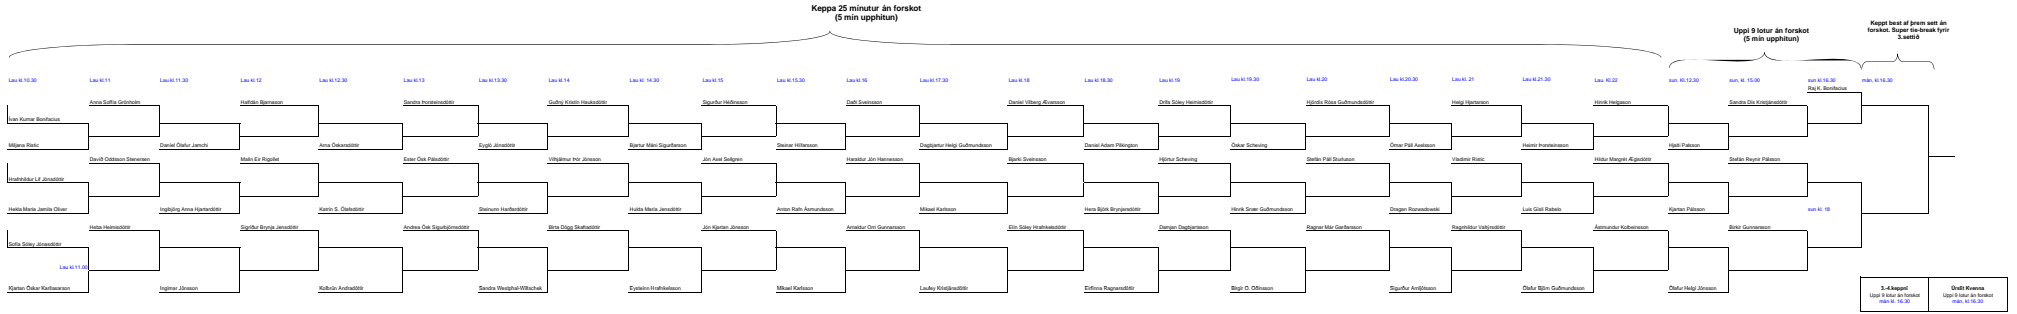 Keppa 25 mínutur án forskot
(5 mín upphitun)
Uppi 9 lotur án forskot
(5 mín upphitun)
Keppt best af þrem sett án
forskot. Super tie-break fyrir
3.settið
Lau kl.10.30
Lau kl.11
Lau kl.11.30
Lau kl.12
Lau kl.12.30
Lau kl.13
Lau kl.13.30
Lau kl.14
Lau kl. 14.30
Lau kl.15
Lau kl.15.30
Lau kl.16
Lau kl.17.30
Lau kl.18
Lau kl.18.30
Lau kl.19
Lau kl.19.30
Lau kl.20
Lau kl.20.30
Lau kl. 21
Lau kl.21.30
Lau. Kl.22
sun. Kl.12.30
sun, kl. 15.00
sun kl.16.30
mán, kl.16.30
Raj K. Bonifacius
Anna Soffía Grönholm
Hálfdán Bjarnason
Sandra Þorsteinsdóttir
Guðný Kristín Hauksdóttir
Sigurður Héðinsson
Daði Sveinsson
Daníel Vilberg Ævarsson
Drífa Sóley Heimisdóttir
Hjördís Rósa Guðmundsdóttir
Helgi Hjartarson
Hinrik Helgason
Sandra Dís Kristjánsdóttir
Ívan Kumar Bonifacius
Miljana Ristic
Daníel Ólafur Jamchi
Arna Óskarsdóttir
Eygló Jónsdóttir
Bjartur Máni Sigurðarson
Steinar Hilfarsson
Dagbjartur Helgi Guðmundsson
Daniel Adam Pilkington
Óskar Scheving
Ómar Páll Axelsson
Heimir Þorsteinsson
Hjalti Pálsson
Davíð Oddsson Stenersen
Malin Eir Rigollet
Ester Ósk Pálsdóttir
Vilhjálmur Þór Jónsson
Jón Axel Sellgren
Haraldur Jón Hannesson
Bjarki Sveinsson
Hjörtur Scheving
Stefán Páll Sturluson
Vladimir Ristic
Hildur Margrét Ægisdóttir
Stefán Reynir Pálsson
Hrafnhildur Líf Jónsdóttir
Hekla Maria Jamila Oliver
Ingibjörg Anna Hjartardóttir
Katrín S. Ólafsdóttir
Steinunn Harðardóttir
Hulda María Jensdóttir
Anton Rafn Ásmundsson
Mikael Karlsson
Hera Björk Brynjarsdóttir
Hinrik Snær Guðmundsson
Dragan Rozwadowski
Luis Gisli Rabelo
Kjartan Pálsson
sun kl. 18
Heba Heimisdóttir
Sigríður Brynja Jensdóttir
Andrea Ósk Sigurbjörnsdóttir
Birta Dögg Skaftadóttir
Jón Kjartan Jónsson
Arnaldur Orri Gunnarsson
Elín Sóley Hrafnkelsdóttir
Damjan Dagbjartsson
Ragnar Már Garðarsson
Ragnhildur Valtýrsdóttir
Ásmundur Kolbeinsson
Birkir Gunnarsson
Sofía Sóley Jónasdóttir
Lau kl.11.00
Kjartan Óskar Karitasarson
Ingimar Jónsson
Kolbrún Andradóttir
Sandra Westphal-Wiltschek
Eysteinn Hrafnkelsson
Mikael Karlsson
Laufey Kristjánsdóttir
Eirfinna Ragnarsdóttir
Birgir Ö. Össurson
Sigurður Arnljótsson
Ólafur Björn Guðmundsson
Ólafur Helgi Jónsson
3.-4.keppni
Uppi 9 lotur án forskot
mán kl. 16.30
Úrslit Kvenna
Uppi 9 lotur án forskot
mán, kl.16.30